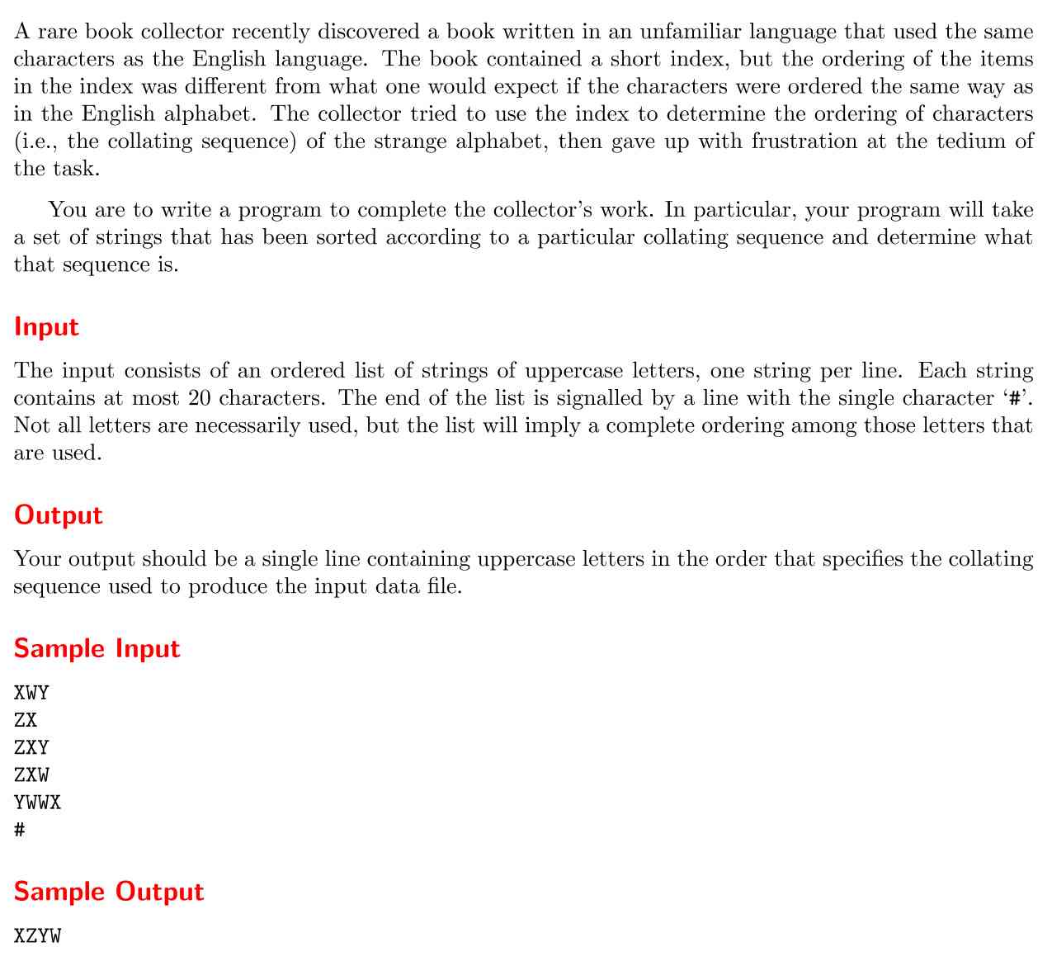 A rare book collector recently discovered a book written in an unfamiliar language that used the same
characters as the English language. The book contained a short index, but the ordering of the items
in the index was different from what one would expect if the characters were ordered the same way as
in the English alphabet. The collector tried to use the index to determine the ordering of characters
(i.e., the collating sequence) of the strange alphabet, then gave up with frustration at the tedium of
the task.
You are to write a program to complete the collector's work. In particular, your program will take
a set of strings that has been sorted according to a particular collating sequence and determine what
that sequence is.
Input
The input consists of an ordered list of strings of uppercase letters, one string per line. Each string
contains at most 20 characters. The end of the list is signalled by a line with the single character ‘#’.
Not all letters are necessarily used, but the list will imply a complete ordering among those letters that
are used.
Output
Your output should be a single line containing uppercase letters in the order that specifies the collating
sequence used to produce the input data file.
Sample Input
XWY
ZX
ZXY
ZXW
YWWX
#
Sample Output
XZYW